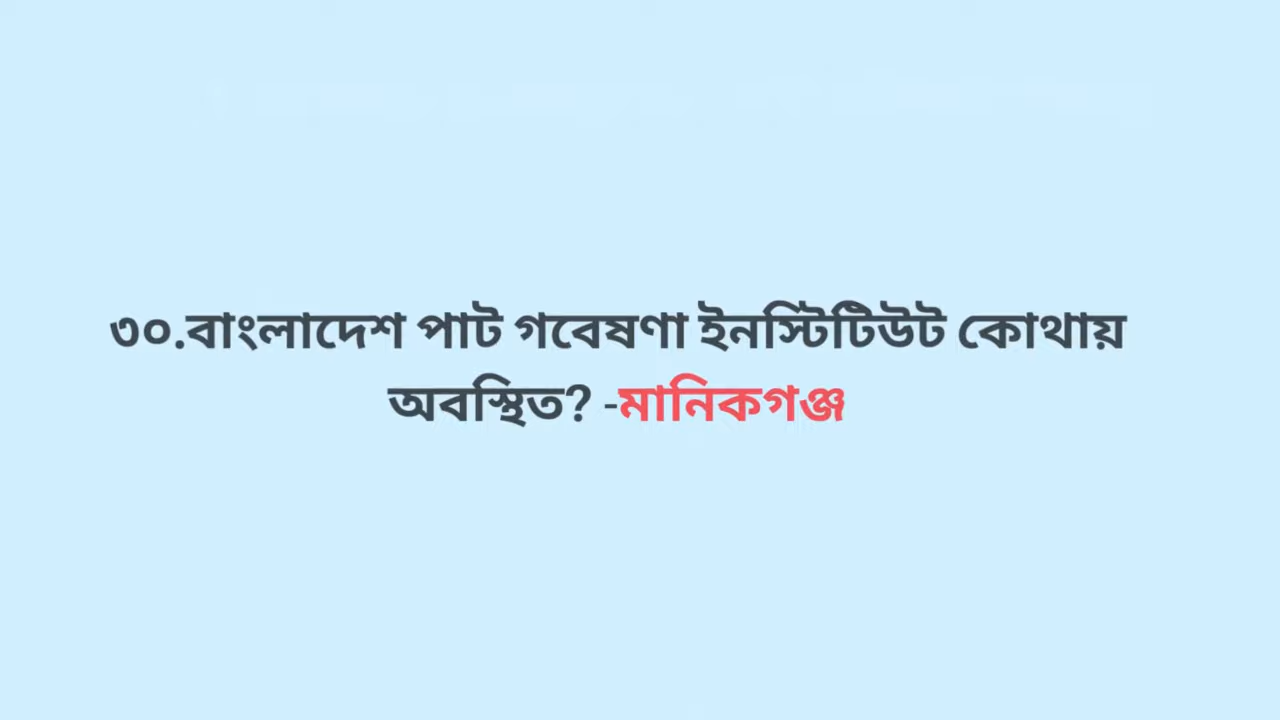 ৩০.বাংলাদেশ পাট গবেষণা ইনস্টিটিউট কোথায়
অবস্থিত? -মানিকগঞ্জ